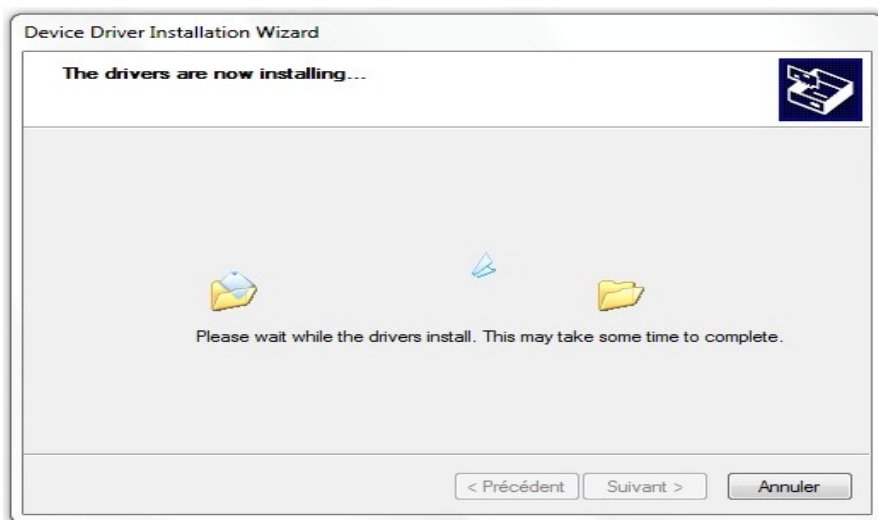 Device Driver Installation Wizard
The drivers are now installing...
Please wait while the drivers install. This may take some time to complete.
< Précédent Suivant > Annuler